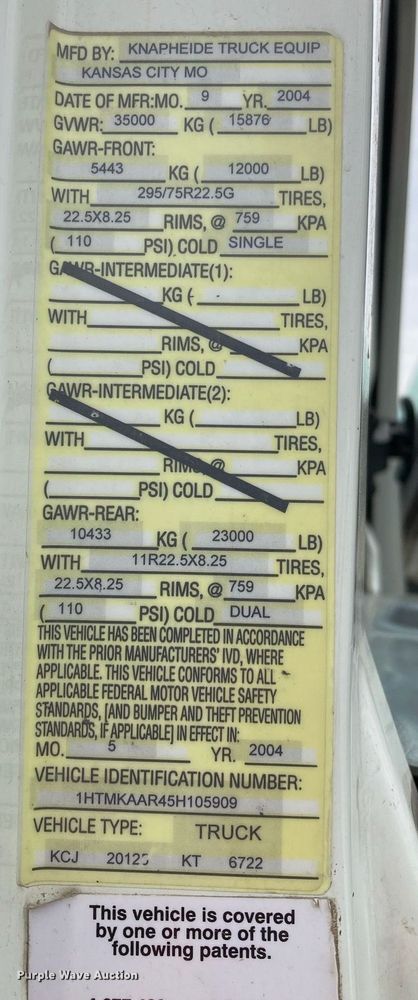 MFD BY: KNAPHEIDE TRUCK EQUIP
KANSAS CITY MO
DATE OF MFR:MO. 9 YR. 2004
GVWR: 35000 KG ( 15876 LB)
GAWR-FRONT:
5443 KG ( 12000 LB)
WITH 295/75R22.5G TIRES,
22.5X8.25 RIMS, @ 759 KPA
( 110 PSI) COLD SINGLE
GAWR-INTERMEDIATE(1):
KG ( LB)
WITH TIRES,
RIMS, @ KPA
( PSI) COLD
GAWR-INTERMEDIATE(2):
KG ( LB)
WITH TIRES,
RIMS @ KPA
( PSI) COLD
GAWR-REAR:
10433 KG ( 23000 LB)
WITH 11R22.5X8.25 TIRES,
22.5X8.25 RIMS, @ 759 KPA
( 110 PSI) COLD DUAL
THIS VEHICLE HAS BEEN COMPLETED IN ACCORDANCE
WITH THE PRIOR MANUFACTURERS' IVD, WHERE
APPLICABLE. THIS VEHICLE CONFORMS TO ALL
APPLICABLE FEDERAL MOTOR VEHICLE SAFETY
STANDARDS, [AND BUMPER AND THEFT PREVENTION
STANDARDS, IF APPLICABLE] IN EFFECT IN:
MO. 5 YR. 2004
VEHICLE IDENTIFICATION NUMBER:
1HTMKAAR45H105909
VEHICLE TYPE: TRUCK
KCJ KT 6722
This vehicle is covered
by one or more of the
following patents.
Purple Wave Auction